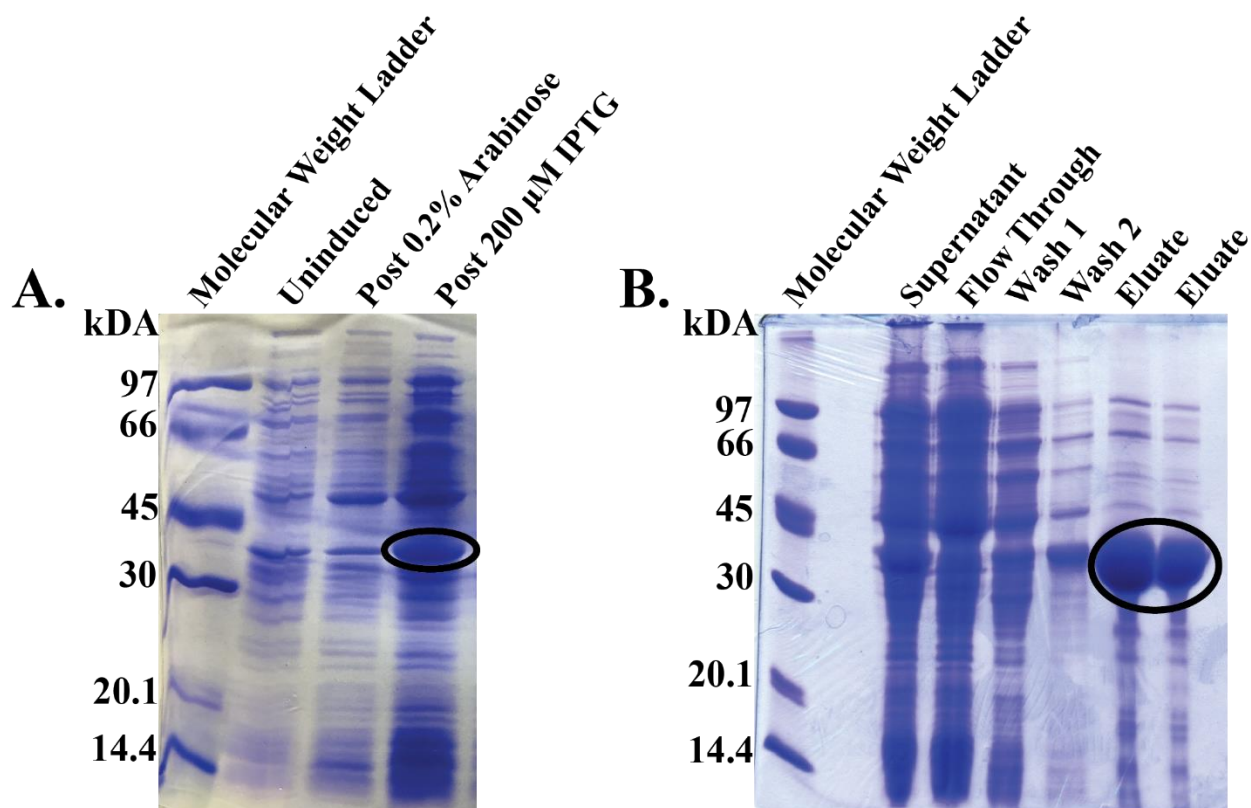 A.
kDA
97
66
45
30
20.1
14.4
Molecular Weight Ladder
Uninduced
Post 0.2% Arabinose
Post 200 µM IPTG
B.
kDA
97
66
45
30
20.1
14.4
Molecular Weight Ladder
Supernatant
Flow Through
Wash 1
Wash 2
Eluate
Eluate